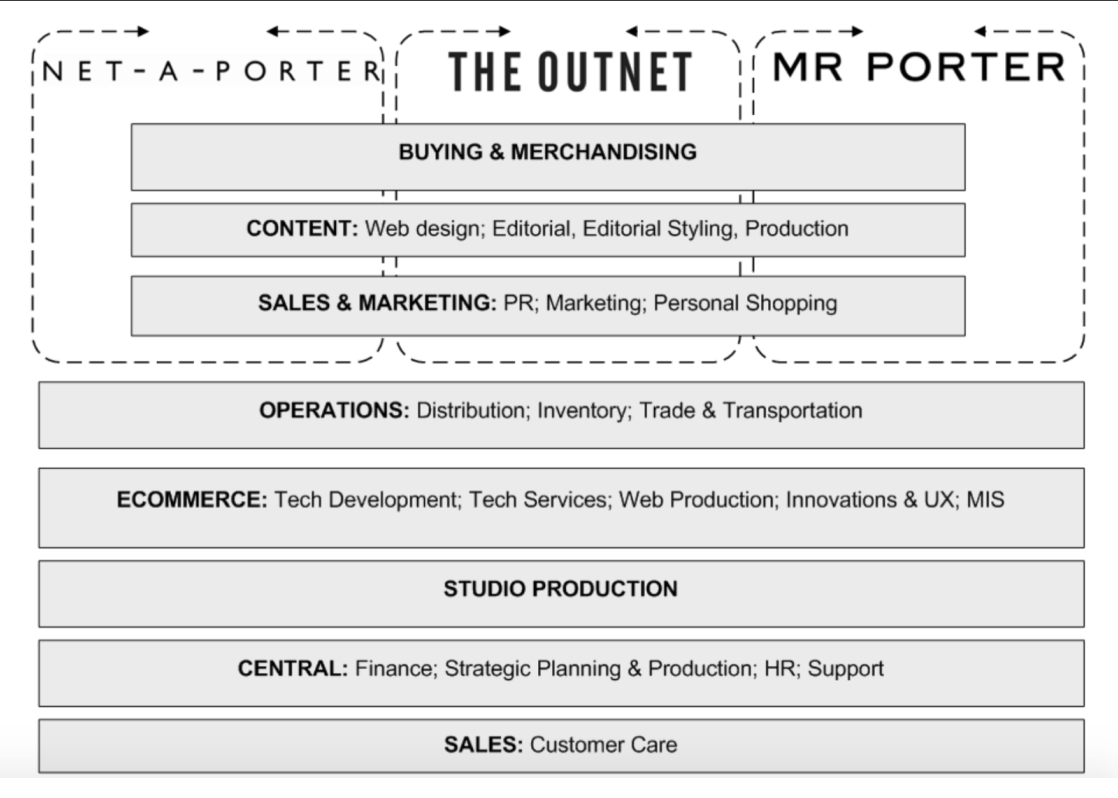 NET-A-PORTER
THE OUTNET
MR PORTER
BUYING & MERCHANDISING
CONTENT: Web design; Editorial, Editorial Styling, Production
SALES & MARKETING: PR; Marketing; Personal Shopping
OPERATIONS: Distribution; Inventory; Trade & Transportation
ECOMMERCE: Tech Development; Tech Services; Web Production; Innovations & UX; MIS
STUDIO PRODUCTION
CENTRAL: Finance; Strategic Planning & Production; HR; Support
SALES: Customer Care